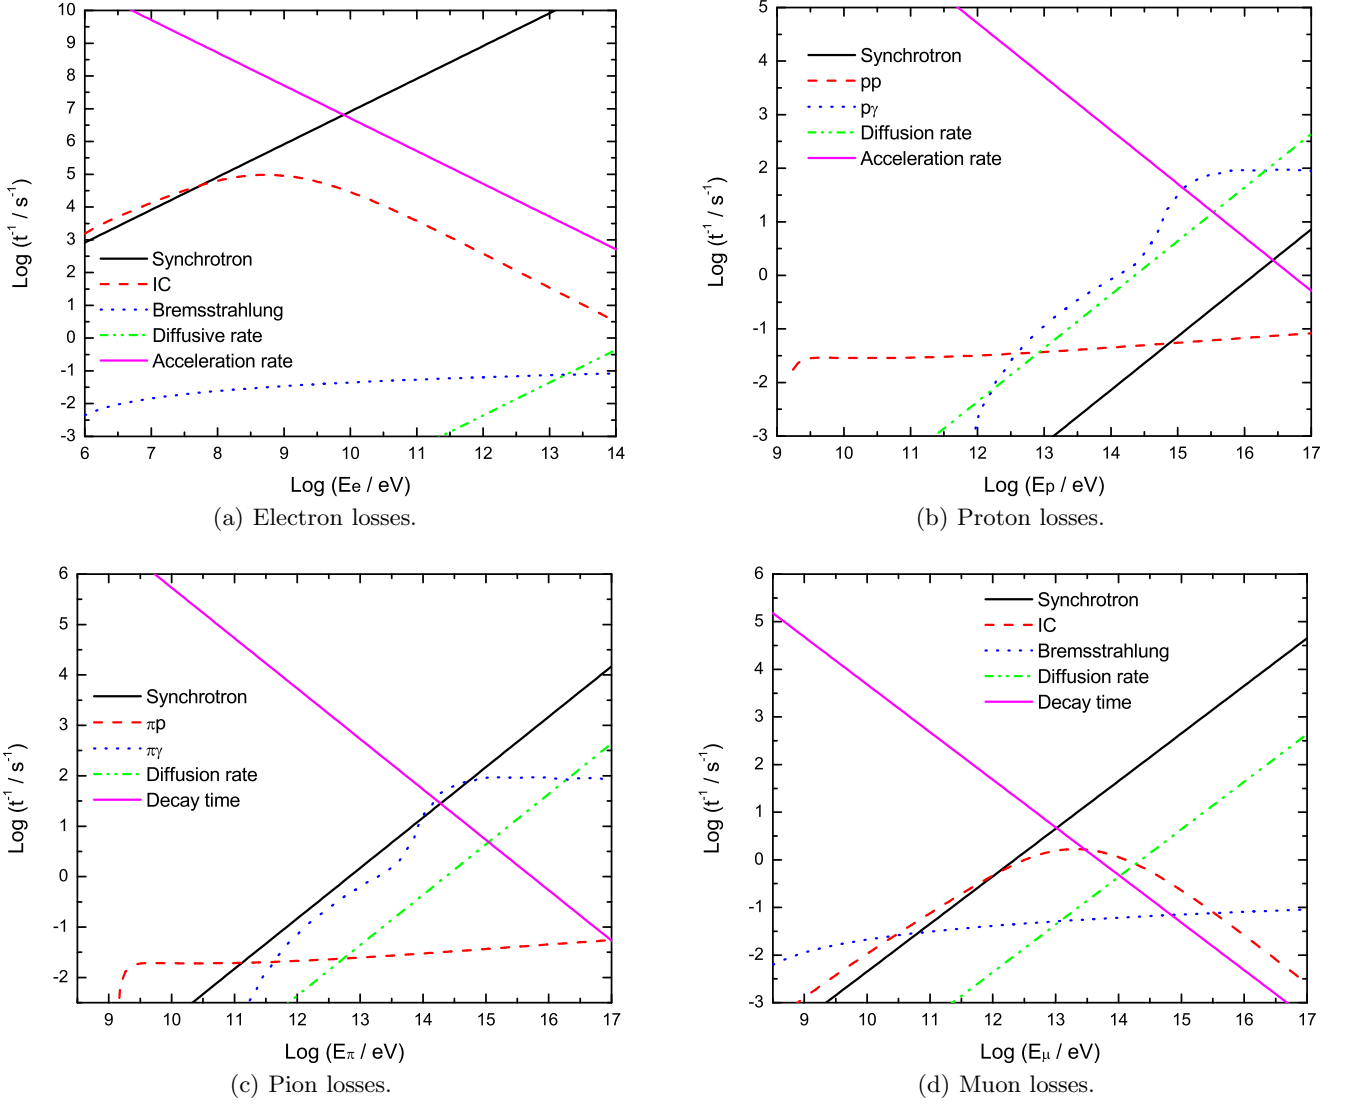 10
9
8
7
6
5
4
3
2
1
0
-1
-2
-3
Log (t⁻¹ / s⁻¹)
Synchrotron
IC
Bremsstrahlung
Diffusive rate
Acceleration rate
6 7 8 9 10 11 12 13 14
Log (Ee / eV)
(a) Electron losses.
5
4
3
2
1
0
-1
-2
-3
Log (t⁻¹ / s⁻¹)
Synchrotron
pp
pγ
Diffusion rate
Acceleration rate
9 10 11 12 13 14 15 16 17
Log (Ep / eV)
(b) Proton losses.
6
5
4
3
2
1
0
-1
-2
Log (t⁻¹ / s⁻¹)
Synchrotron
πp
πγ
Diffusion rate
Decay time
9 10 11 12 13 14 15 16 17
Log (Eπ / eV)
(c) Pion losses.
6
5
4
3
2
1
0
-1
-2
-3
Log (t⁻¹ / s⁻¹)
Synchrotron
IC
Bremsstrahlung
Diffusion rate
Decay time
9 10 11 12 13 14 15 16 17
Log (Eμ / eV)
(d) Muon losses.